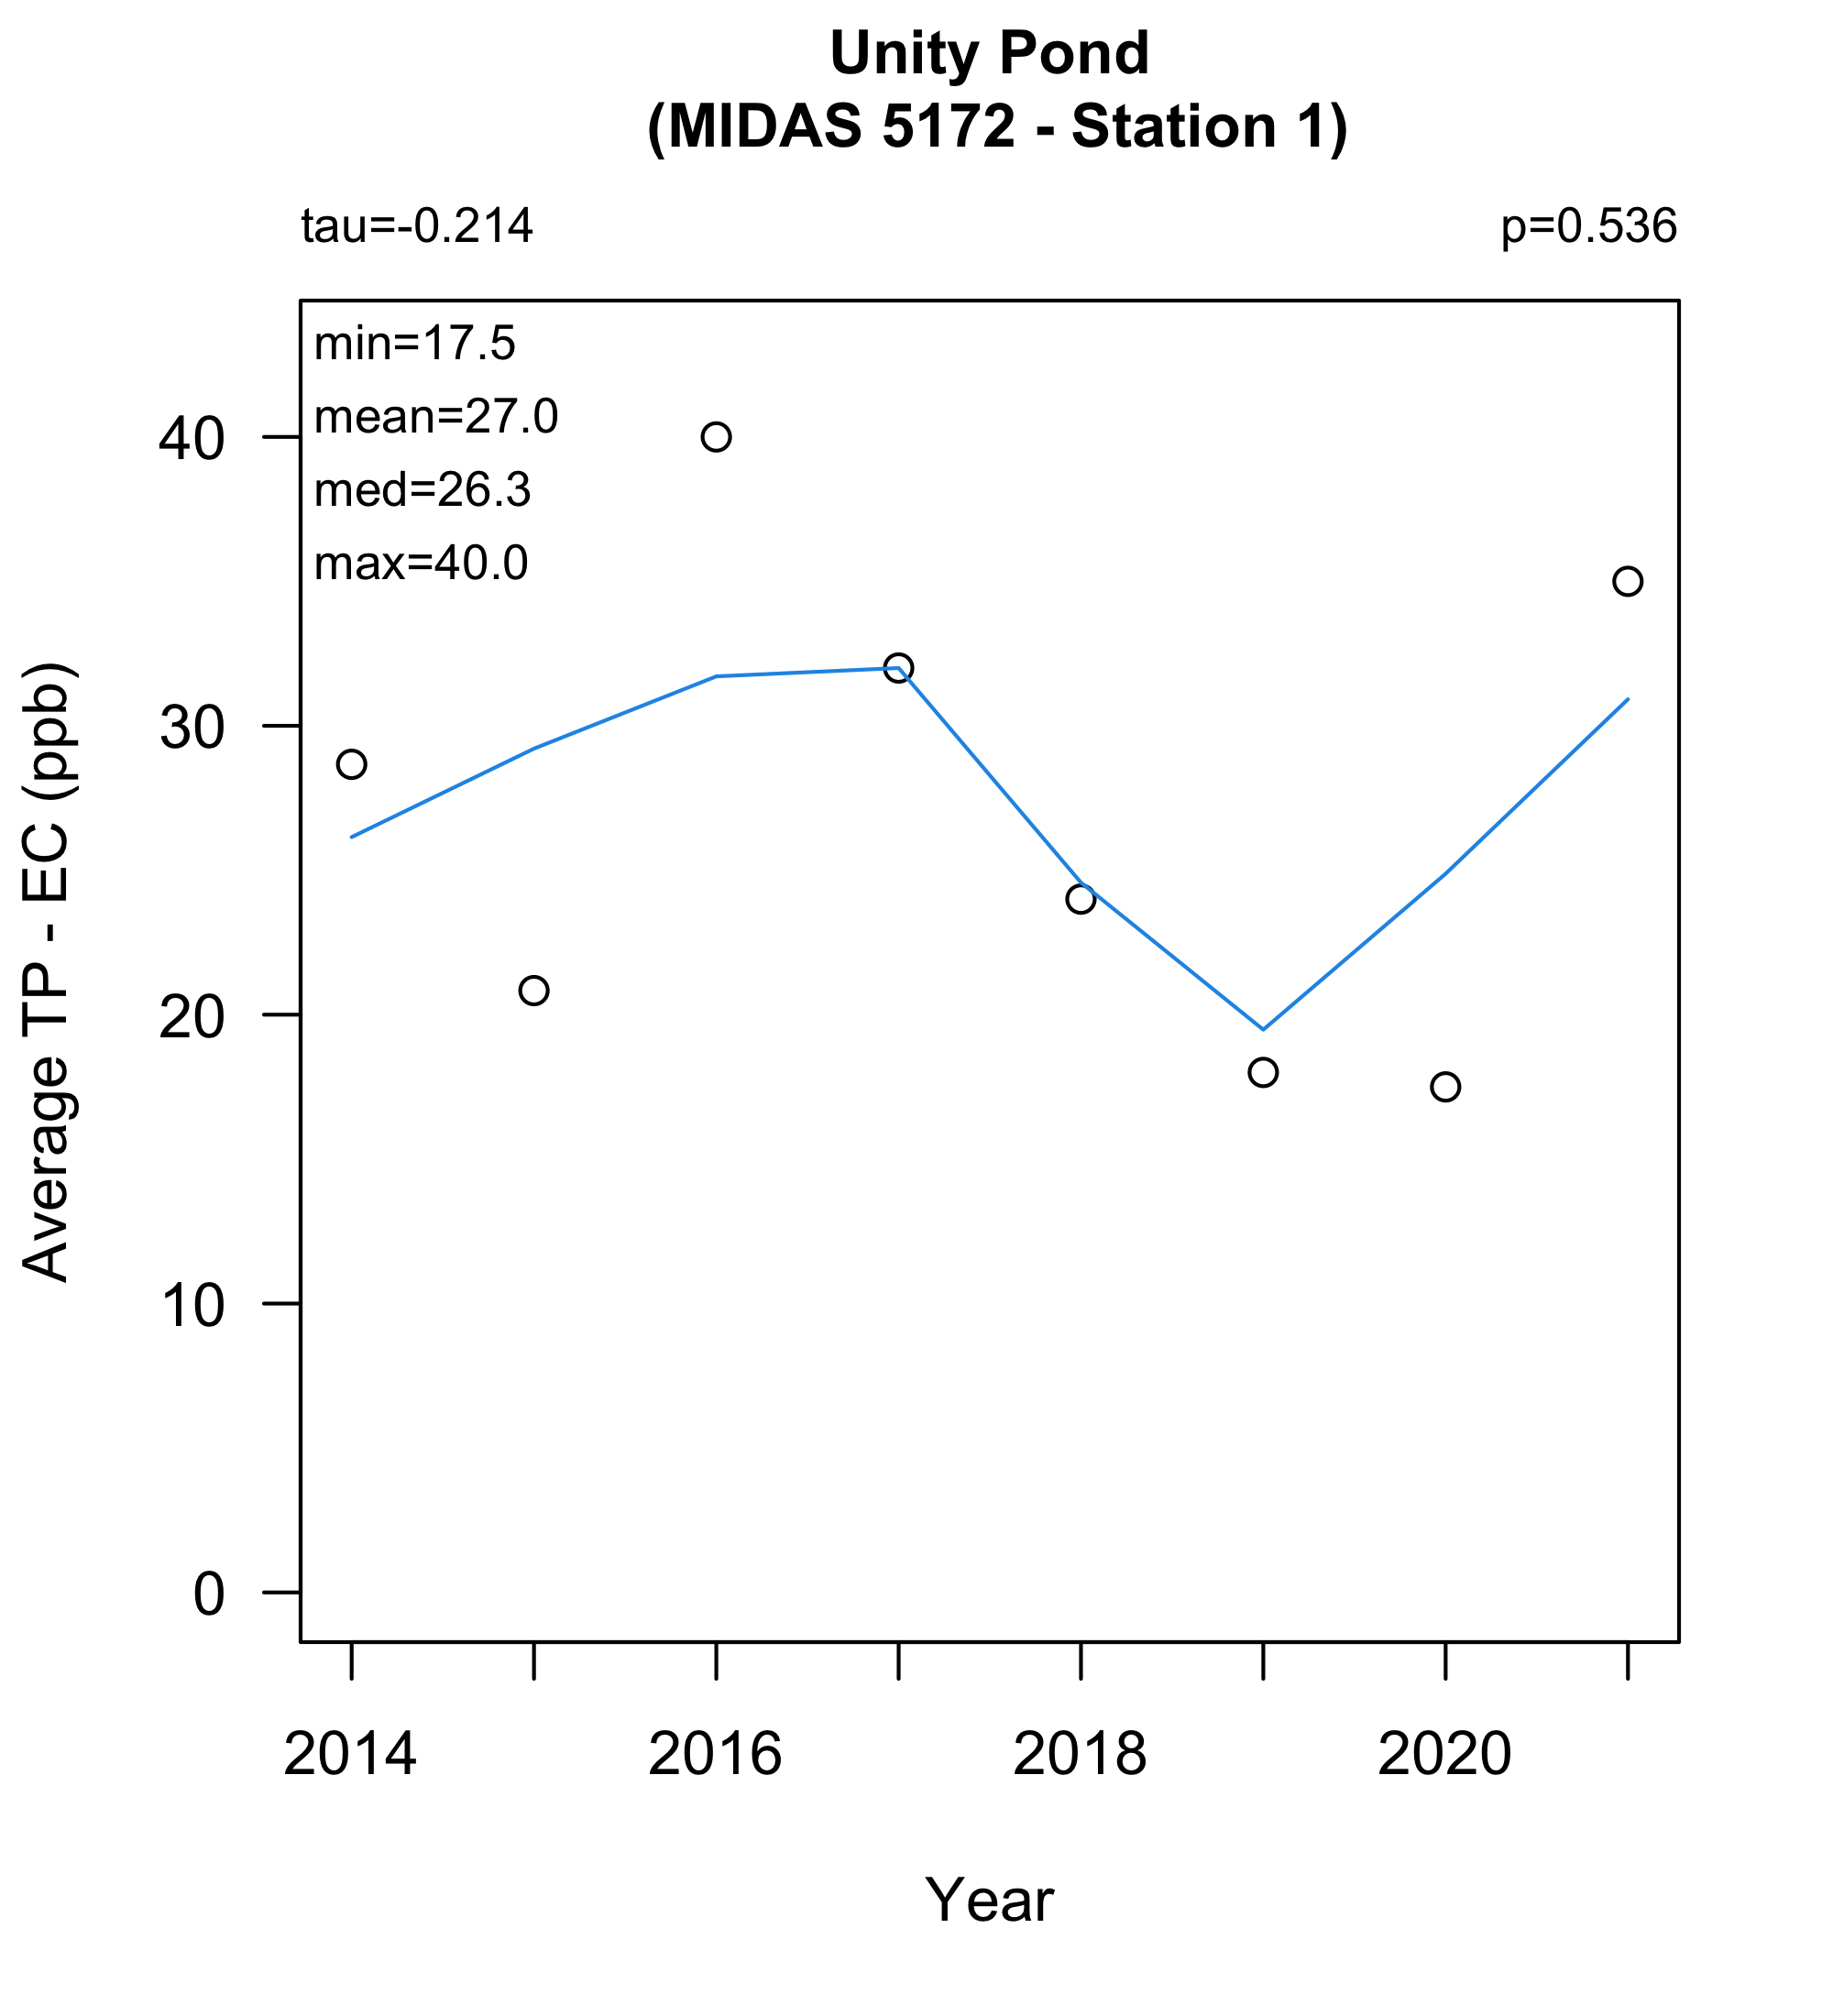 Unity Pond
(MIDAS 5172 - Station 1)
tau=-0.214
p=0.536
min=17.5
mean=27.0
med=26.3
max=40.0
Average TP - EC (ppb)
40
30
20
10
0
2014
2016
2018
2020
Year